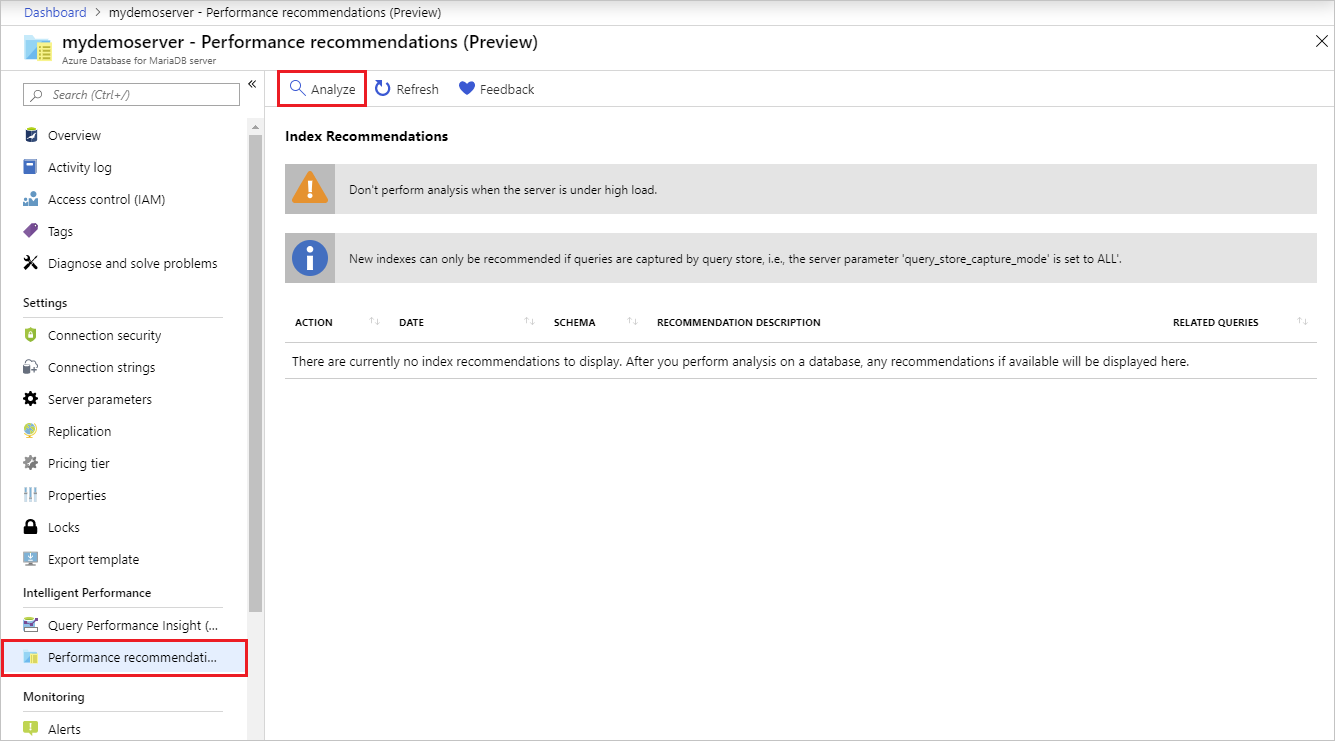 Dashboard > mydemoserver - Performance recommendations (Preview)
mydemoserver - Performance recommendations (Preview)
Azure Database for MariaDB server
Search (Ctrl+/)
Overview
Activity log
Access control (IAM)
Tags
Diagnose and solve problems
Settings
Connection security
Connection strings
Server parameters
Replication
Pricing tier
Properties
Locks
Export template
Intelligent Performance
Query Performance Insight (...
Performance recommendati...
Monitoring
Alerts
Analyze Refresh Feedback
Index Recommendations
Don't perform analysis when the server is under high load.
New indexes can only be recommended if queries are captured by query store, i.e., the server parameter 'query_store_capture_mode' is set to ALL'.
ACTION DATE SCHEMA RECOMMENDATION DESCRIPTION RELATED QUERIES
There are currently no index recommendations to display. After you perform analysis on a database, any recommendations if available will be displayed here.